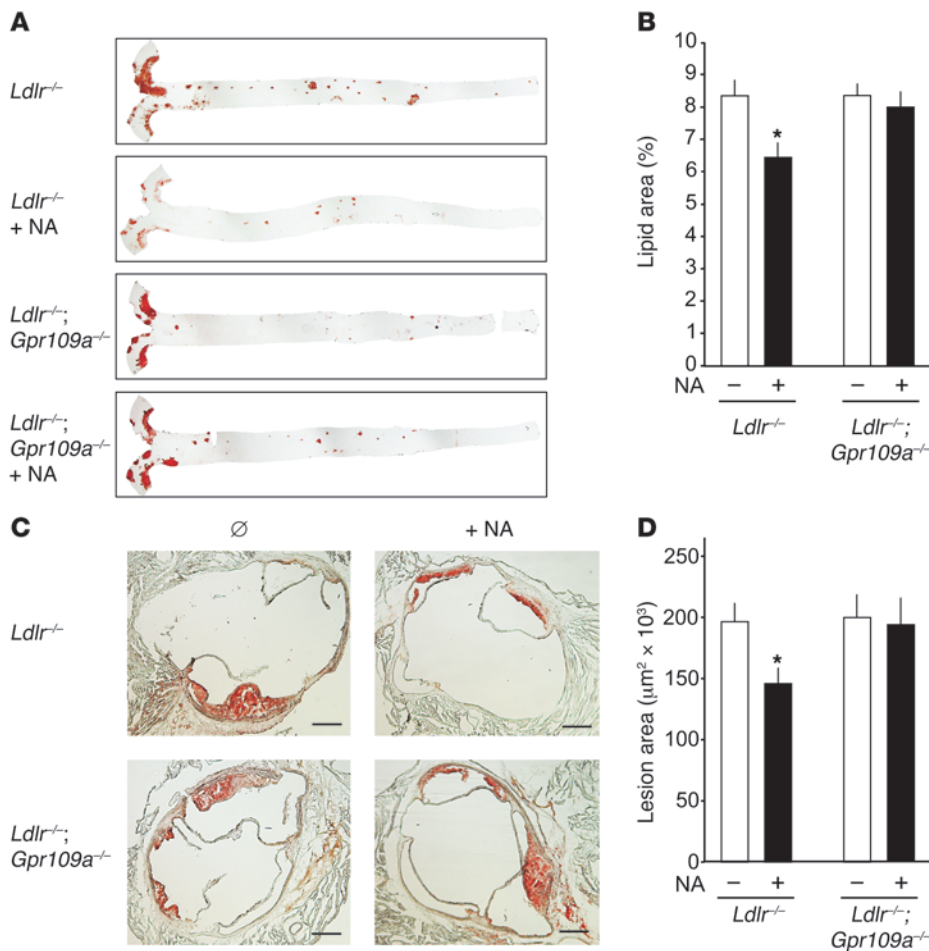 A
Ldlr–/–
Ldlr–/–
+ NA
Ldlr–/–;
Gpr109a–/–
Ldlr–/–;
Gpr109a–/–
+ NA
B
Lipid area (%)
10
9
8
7
6
5
4
3
2
1
0
*
NA – + – +
Ldlr–/– Ldlr–/–;
Gpr109a–/–
C
∅ + NA
Ldlr–/–
Ldlr–/–;
Gpr109a–/–
D
Lesion area (μm² × 10³)
250
200
150
100
50
0
*
NA – + – +
Ldlr–/– Ldlr–/–;
Gpr109a–/–